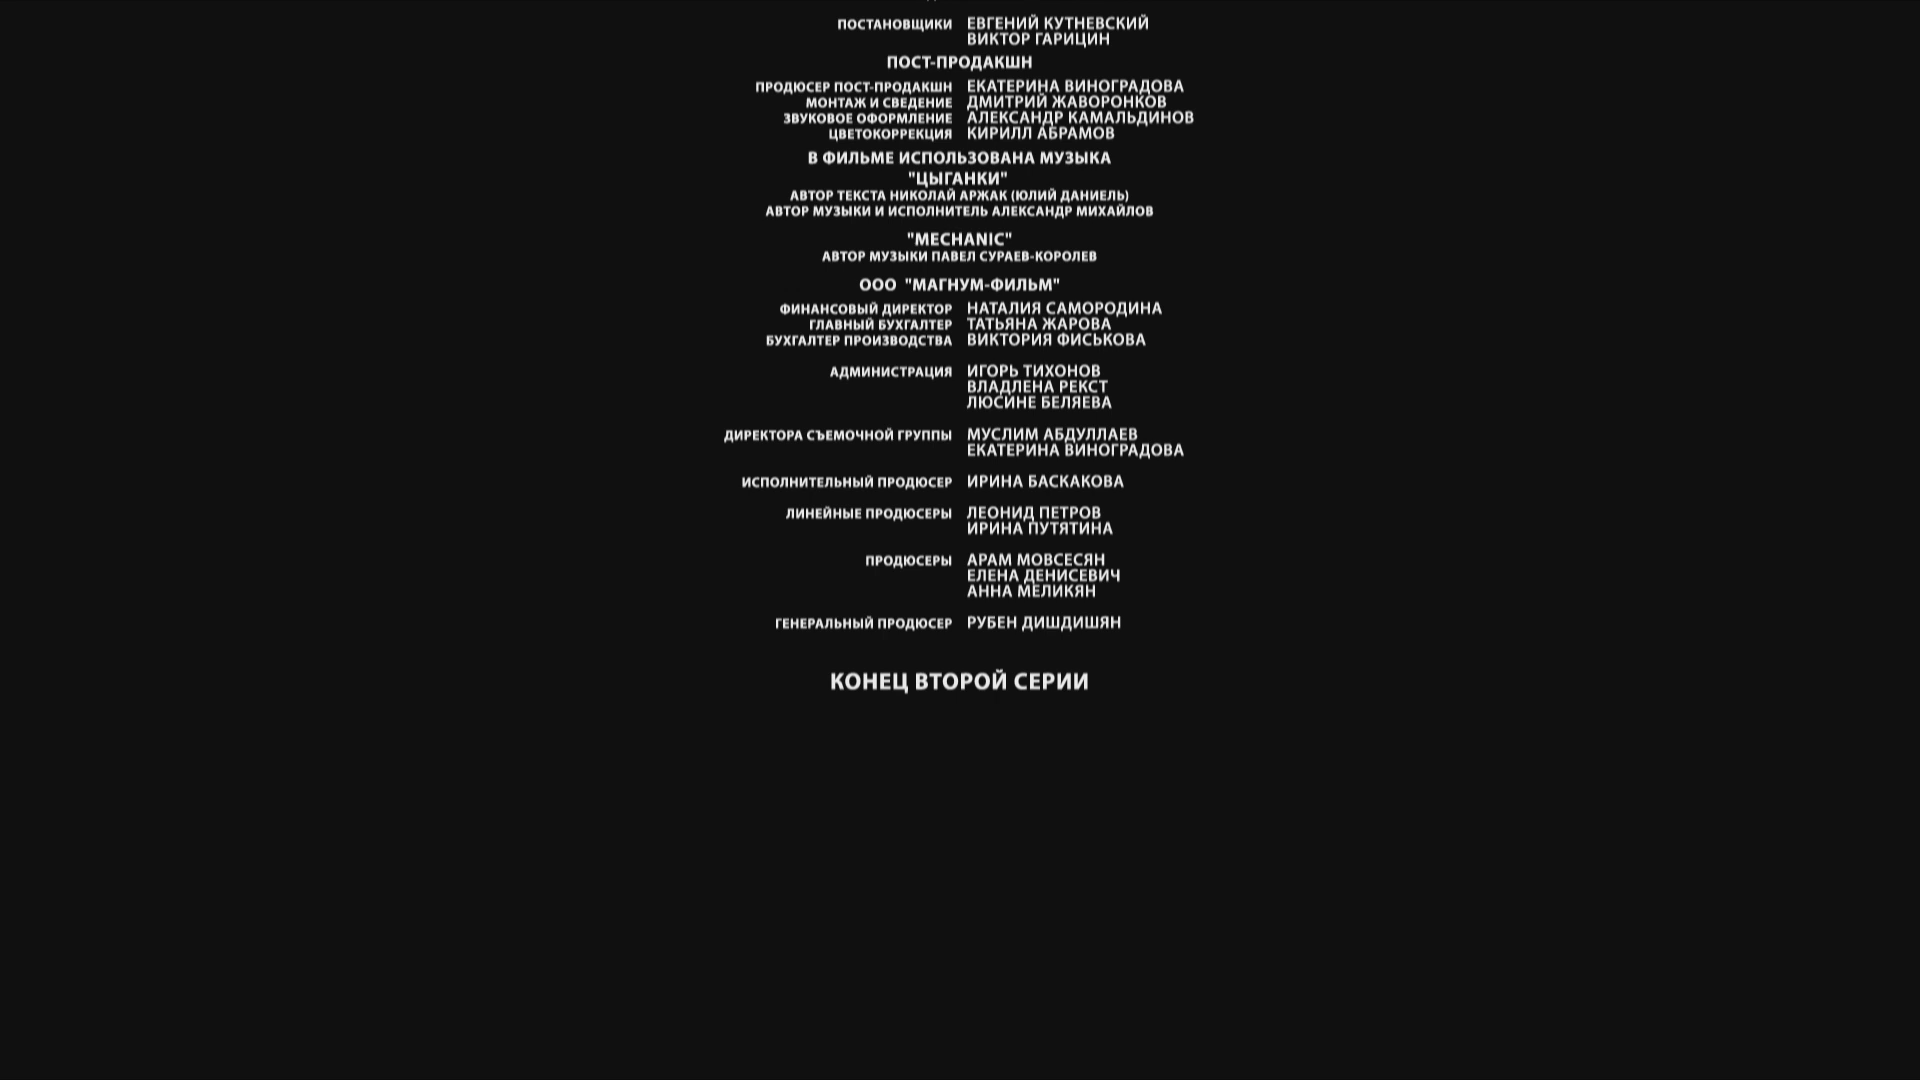 ПОСТАНОВЩИКИ ЕВГЕНИЙ КУТНЕВСКИЙ
ВИКТОР ГАРИЦИН
ПОСТ-ПРОДАКШН
ПРОДЮСЕР ПОСТ-ПРОДАКШН ЕКАТЕРИНА ВИНОГРАДОВА
МОНТАЖ И СВЕДЕНИЕ ДМИТРИЙ ЖАВОРОНКОВ
ЗВУКОВОЕ ОФОРМЛЕНИЕ АЛЕКСАНДР КАМАЛЬДИНОВ
ЦВЕТОКОРРЕКЦИЯ КИРИЛЛ АБРАМОВ
В ФИЛЬМЕ ИСПОЛЬЗОВАНА МУЗЫКА
"ЦЫГАНКИ"
АВТОР ТЕКСТА НИКОЛАЙ АРЖАК (ЮЛИЙ ДАНИЕЛЬ)
АВТОР МУЗЫКИ И ИСПОЛНИТЕЛЬ АЛЕКСАНДР МИХАЙЛОВ
"MECHANIC"
АВТОР МУЗЫКИ ПАВЕЛ СУРАЕВ-КОРОЛЕВ
ООО "МАГНУМ-ФИЛЬМ"
ФИНАНСОВЫЙ ДИРЕКТОР НАТАЛИЯ САМОРОДИНА
ГЛАВНЫЙ БУХГАЛТЕР ТАТЬЯНА ЖАРОВА
БУХГАЛТЕР ПРОИЗВОДСТВА ВИКТОРИЯ ФИСЬКОВА
АДМИНИСТРАЦИЯ ИГОРЬ ТИХОНОВ
ВЛАДЛЕНА РЕКСТ
ЛЮСИНЕ БЕЛЯЕВА
ДИРЕКТОРА СЪЕМОЧНОЙ ГРУППЫ МУСЛИМ АБДУЛЛАЕВ
ЕКАТЕРИНА ВИНОГРАДОВА
ИСПОЛНИТЕЛЬНЫЙ ПРОДЮСЕР ИРИНА БАСКАКОВА
ЛИНЕЙНЫЕ ПРОДЮСЕРЫ ЛЕОНИД ПЕТРОВ
ИРИНА ПУТЯТИНА
ПРОДЮСЕРЫ АРАМ МОВСЕСЯН
ЕЛЕНА ДЕНИСЕВИЧ
АННА МЕЛИКЯН
ГЕНЕРАЛЬНЫЙ ПРОДЮСЕР РУБЕН ДИШДИШЯН
КОНЕЦ ВТОРОЙ СЕРИИ